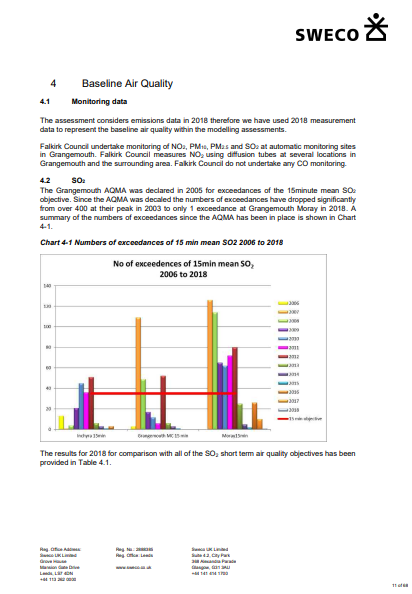 SWECO
4 Baseline Air Quality
4.1 Monitoring data
The assessment considers emissions data in 2018 therefore we have used 2018 measurement
data to represent the baseline air quality within the modelling assessments.
Falkirk Council undertake monitoring of NO₂, PM₁₀, PM₂.₅ and SO₂ at automatic monitoring sites
in Grangemouth. Falkirk Council measures NO₂ using diffusion tubes at several locations in
Grangemouth and the surrounding area. Falkirk Council do not undertake any CO monitoring.
4.2 SO₂
The Grangemouth AQMA was declared in 2005 for exceedances of the 15minute mean SO₂
objective. Since the AQMA was decaled the numbers of exceedances have dropped significantly
from over 400 at their peak in 2003 to only 1 exceedance at Grangemouth Moray in 2018. A
summary of the numbers of exceedances since the AQMA has been in place is shown in Chart
4-1.
Chart 4-1 Numbers of exceedances of 15 min mean SO2 2006 to 2018
No of exceedences of 15min mean SO₂
2006 to 2018
140
120
100
80
60
40
20
0
Inchyra 15min
Grangemouth MC 15 min
Moray15min
2006
2007
2008
2009
2010
2011
2012
2013
2014
2015
2016
2017
2018
15 min objective
The results for 2018 for comparison with all of the SO₂ short term air quality objectives has been
provided in Table 4.1.
Reg. Office Address:
Sweco UK Limited
Grove House
Mansion Gate Drive
Leeds, LS7 4DN
+44 113 262 0000
Reg. No.: 2888385
Reg. Office: Leeds
www.sweco.co.uk
Sweco UK Limited
Suite 4.2, City Park
368 Alexandra Parade
Glasgow, G31 3AU
+44 141 414 1700
11 of 59